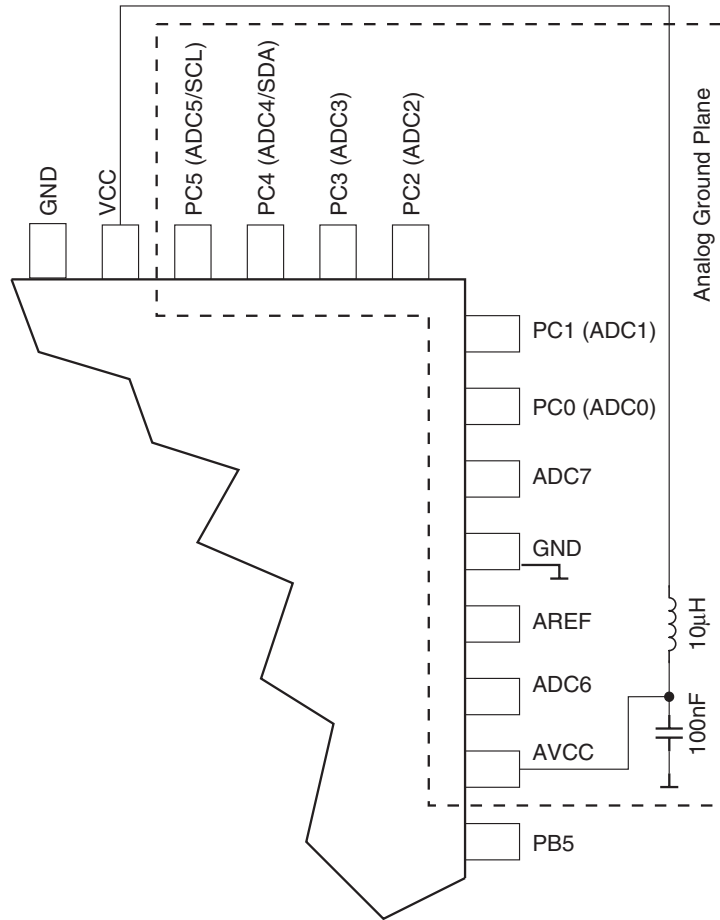 GND
VCC
PC5 (ADC5/SCL)
PC4 (ADC4/SDA)
PC3 (ADC3)
PC2 (ADC2)
Analog Ground Plane
PC1 (ADC1)
PC0 (ADC0)
ADC7
GND
AREF
ADC6
AVCC
PB5
10µH
100nF